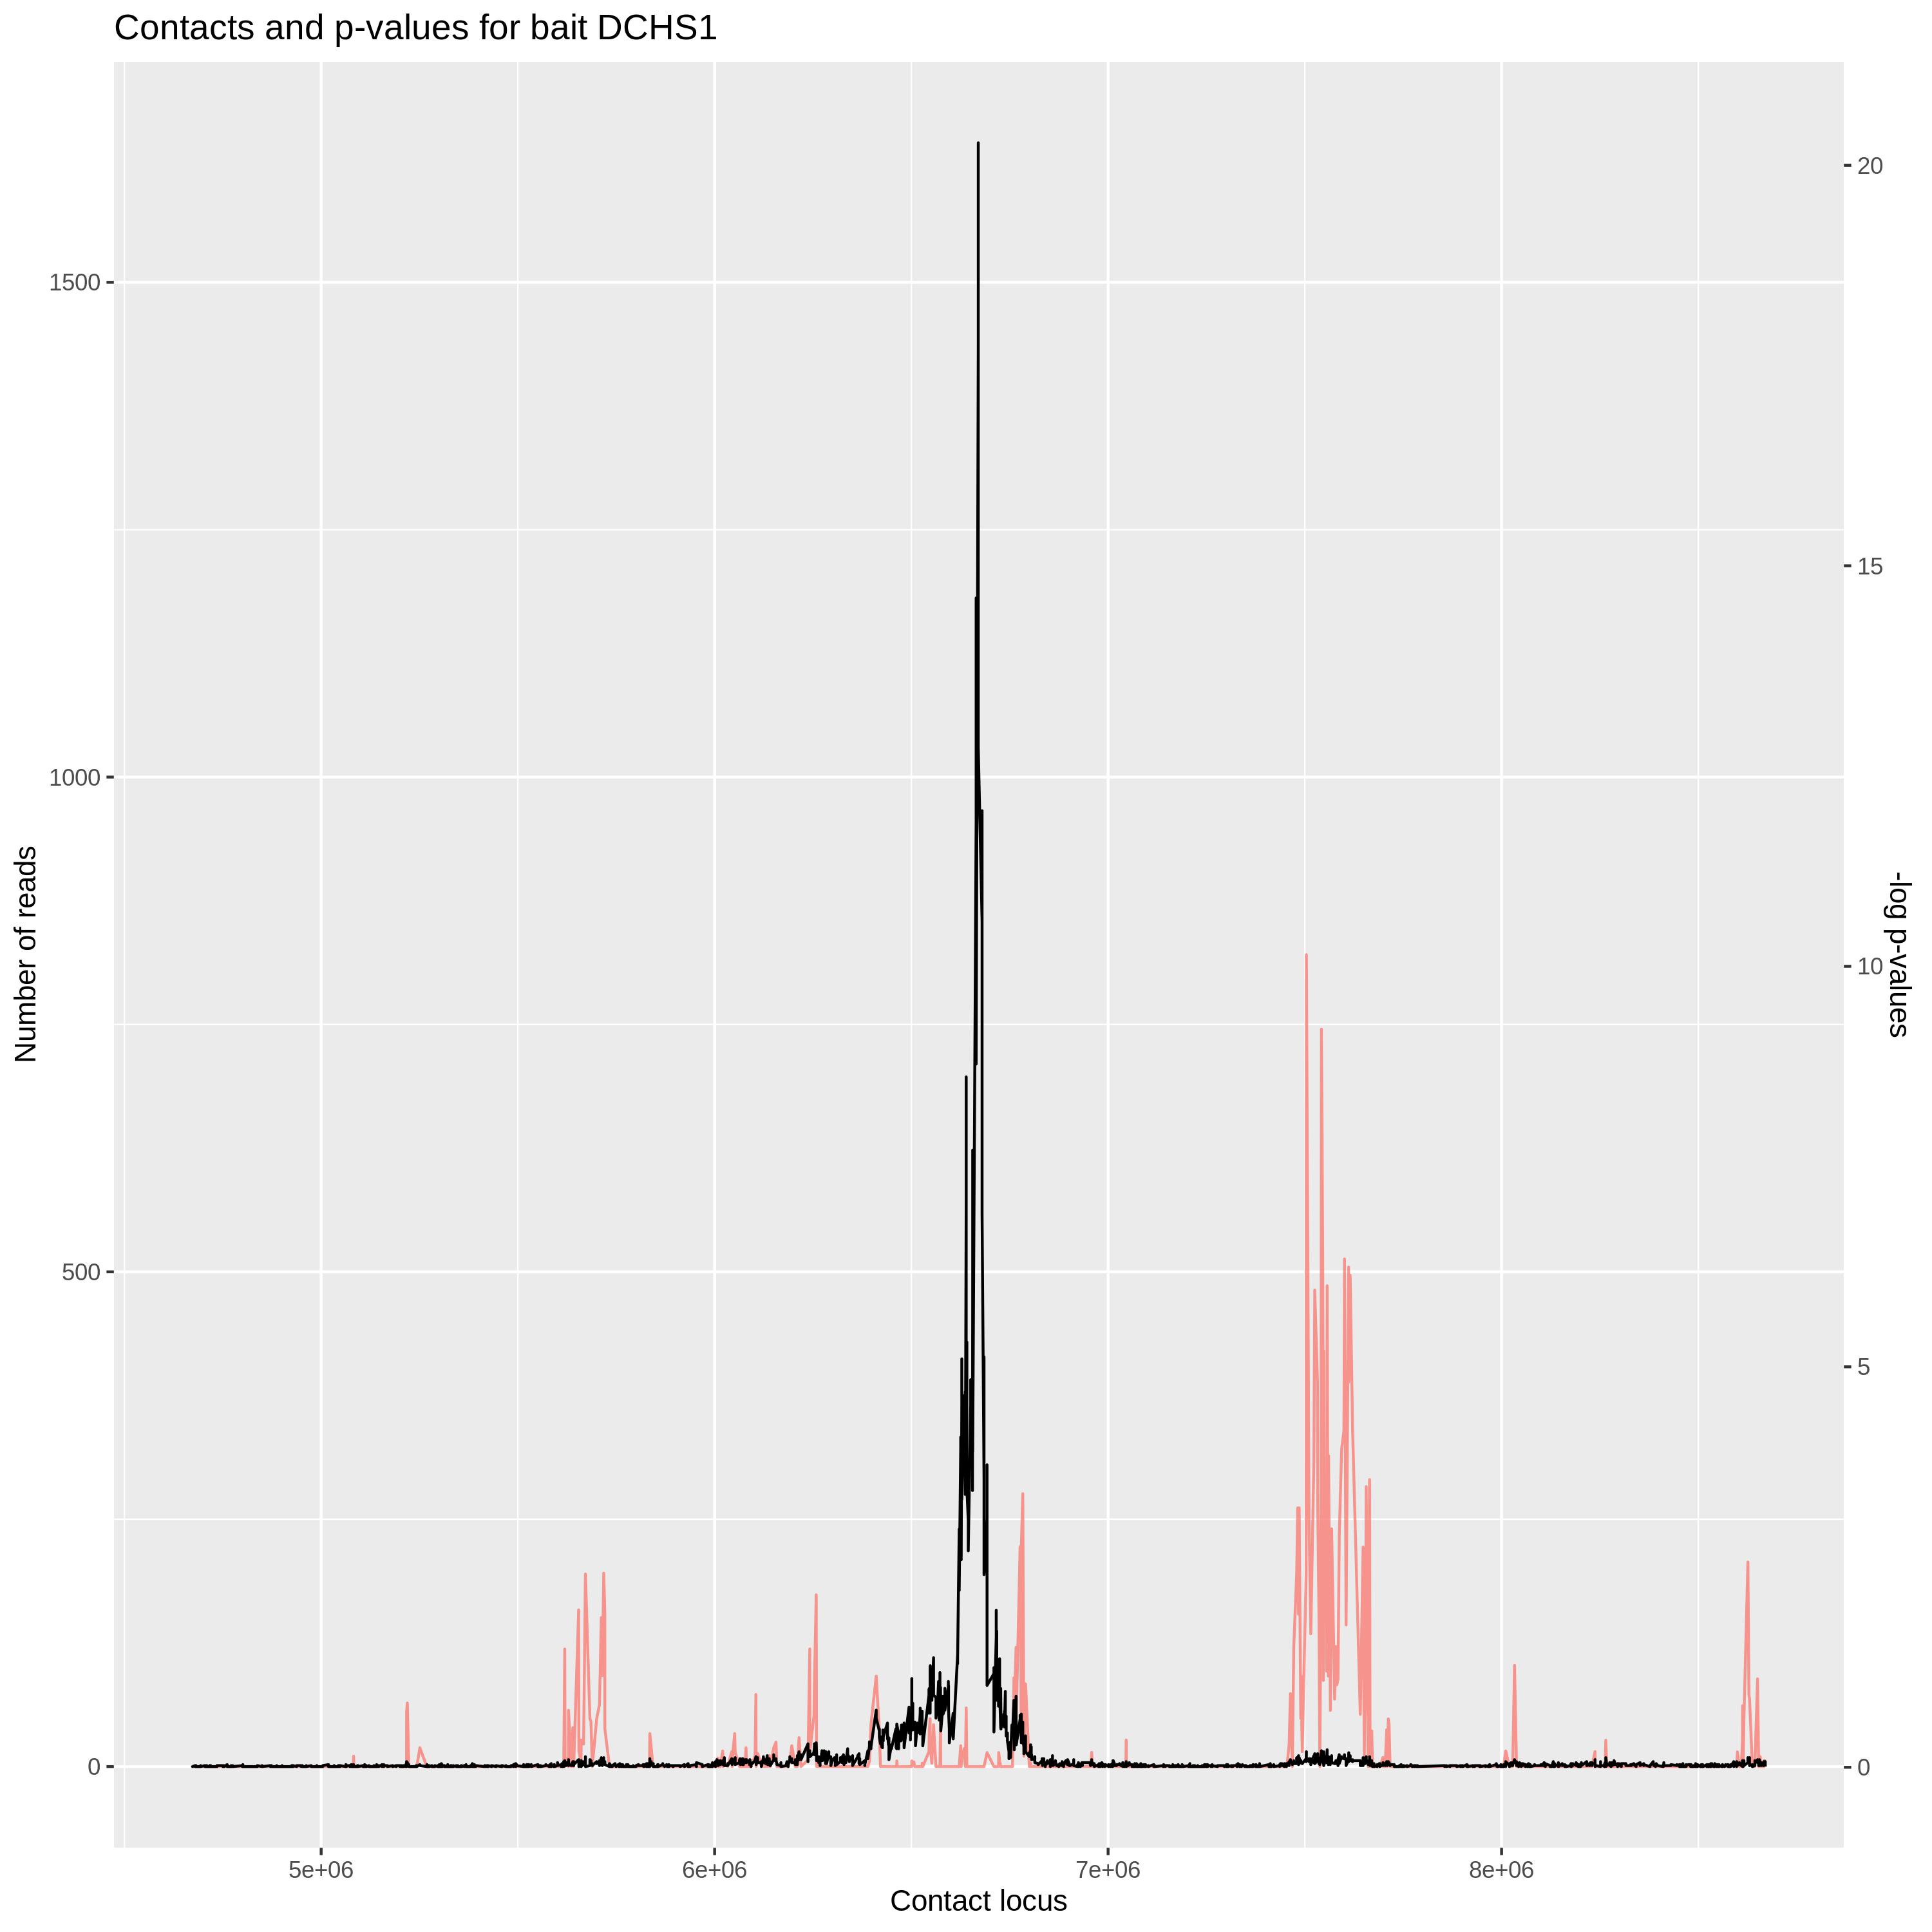 Contacts and p-values for bait DCHS1
1500
1000
500
0
Number of reads
20
15
10
5
0
-log p-values
5e+06
6e+06
7e+06
8e+06
Contact locus